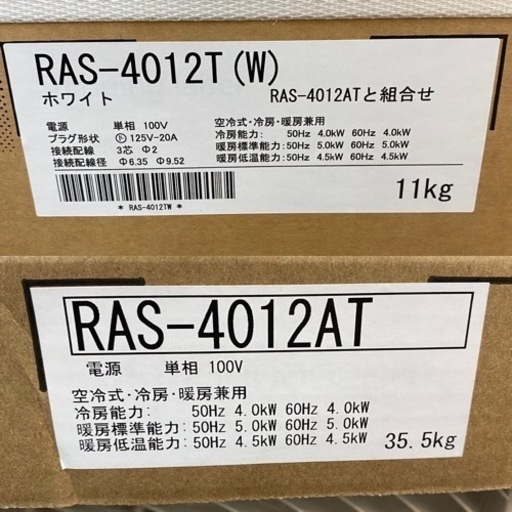 RAS-4012T(W)
ホワイト RAS-4012ATと組合せ
電源 単相 100V 空冷式・冷房・暖房兼用
プラグ形状 Ⓟ 125V-20A 冷房能力: 50Hz 4.0kW 60Hz 4.0kW
接続配線 3芯 Φ2 暖房標準能力: 50Hz 5.0kW 60Hz 5.0kW
接続配線径 Φ6.35 Φ9.52 暖房低温能力: 50Hz 4.5kW 60Hz 4.5kW
* RAS-4012TW *
11kg
RAS-4012AT
電源 単相 100V
空冷式・冷房・暖房兼用
冷房能力: 50Hz 4.0kW 60Hz 4.0kW
暖房標準能力: 50Hz 5.0kW 60Hz 5.0kW
暖房低温能力: 50Hz 4.5kW 60Hz 4.5kW
35.5kg